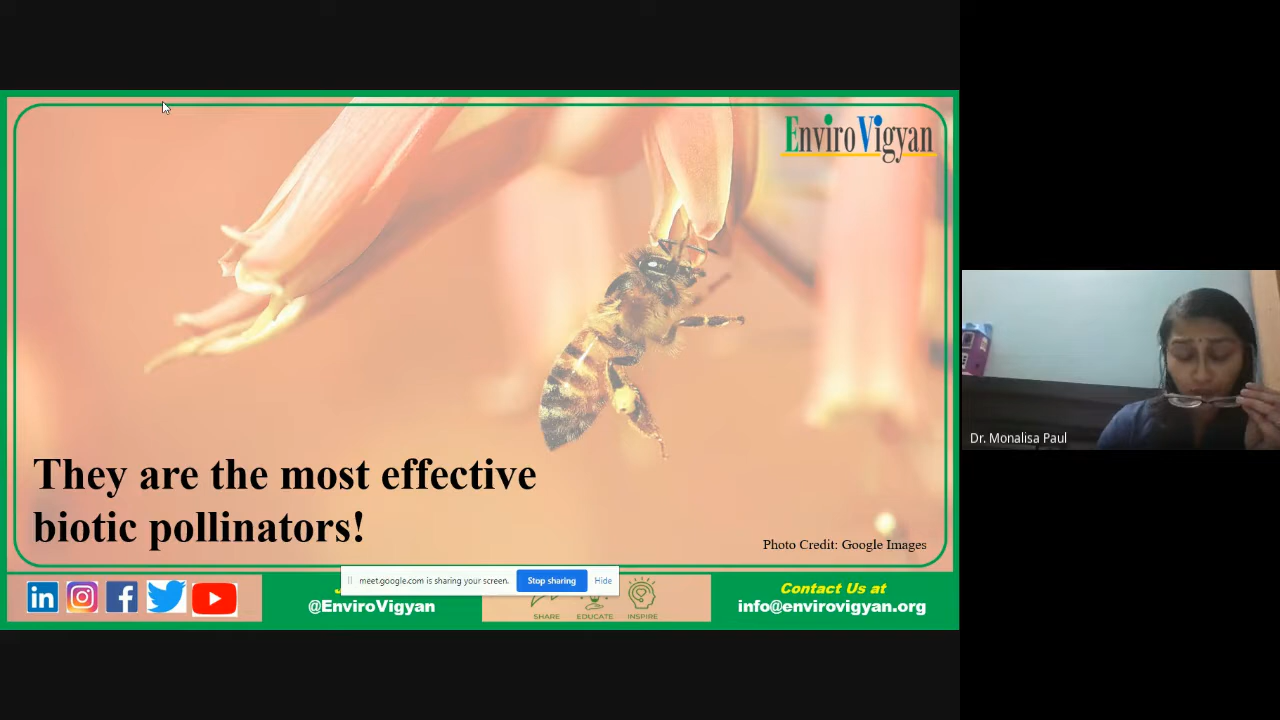 EnviroVigyan
They are the most effective
biotic pollinators!
Photo Credit: Google Images
meet.google.com is sharing your screen.
Stop sharing
Hide
@EnviroVigyan
SHARE
EDUCATE
INSPIRE
Contact Us at
info@envirovigyan.org
Dr. Monalisa Paul